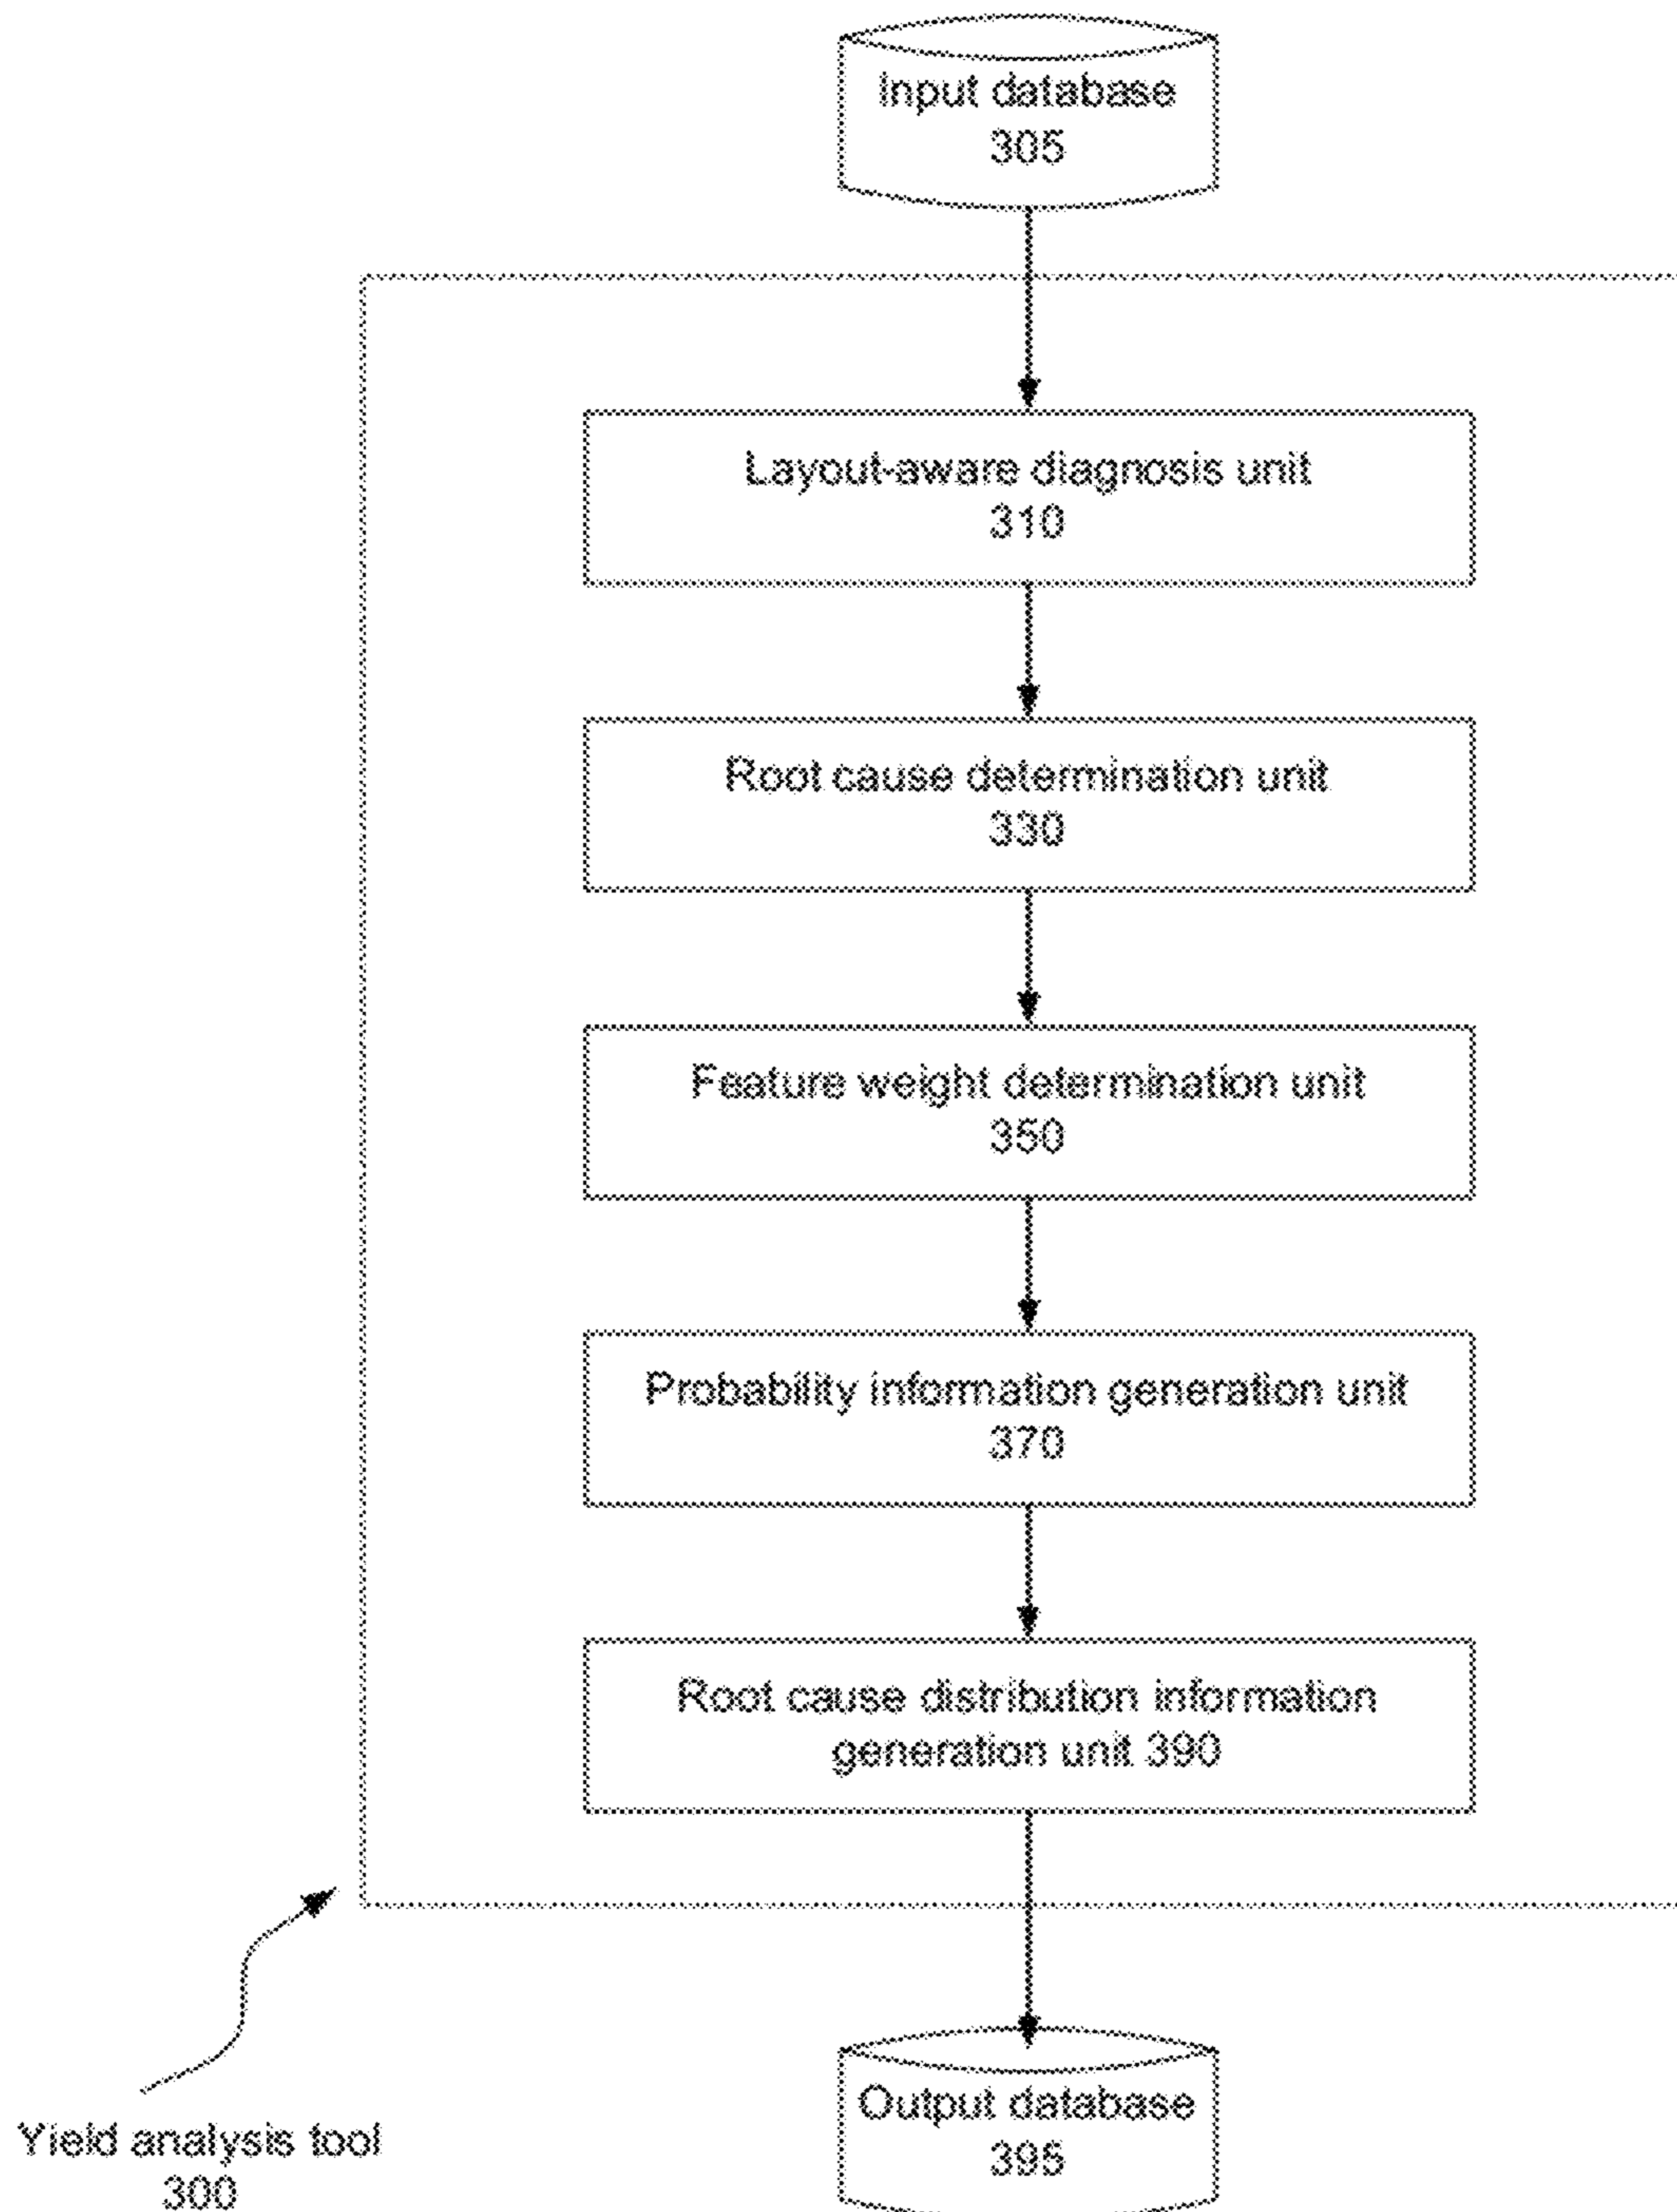 Input database
305
Layout-aware diagnosis unit
310
Root cause determination unit
330
Feature weight determination unit
350
Probability information generation unit
370
Root cause distribution information
generation unit 390
Output database
395
Yield analysis tool
300